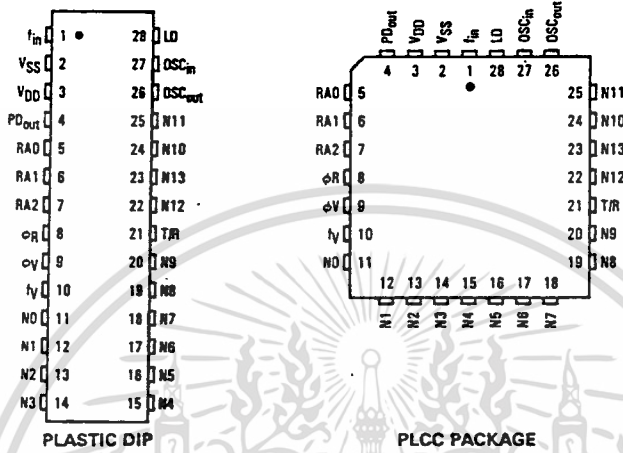 fin 1 28 LD
VSS 2 27 OSCin
VDD 3 26 OSCout
PDout 4 25 N11
RA0 5 24 N10
RA1 6 23 N13
RA2 7 22 N12
ϕR 8 21 T/R
ϕV 9 20 N9
fV 10 19 N8
N0 11 18 N7
N1 12 17 N6
N2 13 16 N5
N3 14 15 N4
PLASTIC DIP
PDout VDD VSS fin LD OSCin OSCout
4 3 2 1 28 27 26
RA0 5 25 N11
RA1 6 24 N10
RA2 7 23 N13
ϕR 8 22 N12
ϕV 9 21 T/R
fV 10 20 N9
N0 11 19 N8
12 13 14 15 16 17 18
N1 N2 N3 N4 N5 N6 N7
PLCC PACKAGE